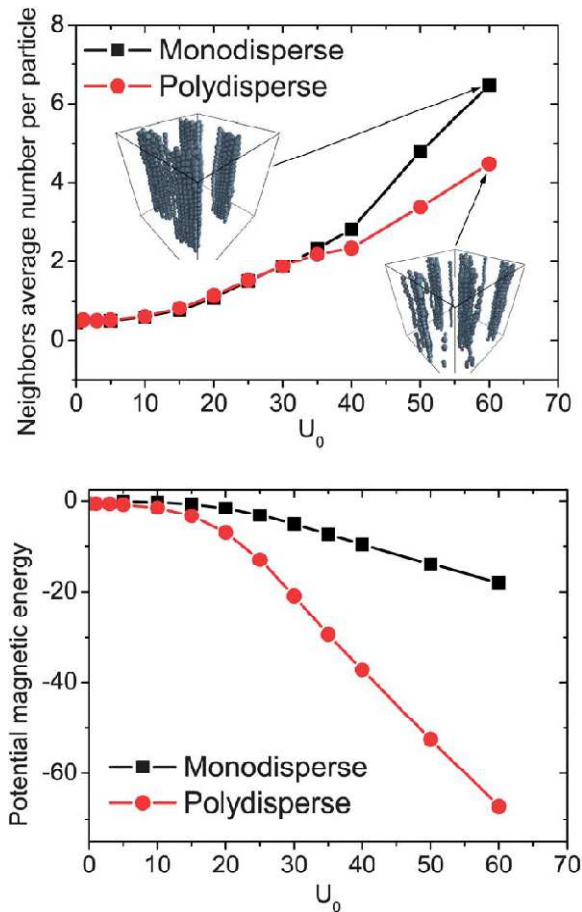 Neighbors average number per particle
8
6
4
2
0
Monodisperse
Polydisperse
0 10 20 30 40 50 60 70
U₀
Potential magnetic energy
0
-20
-40
-60
Monodisperse
Polydisperse
0 10 20 30 40 50 60 70
U₀